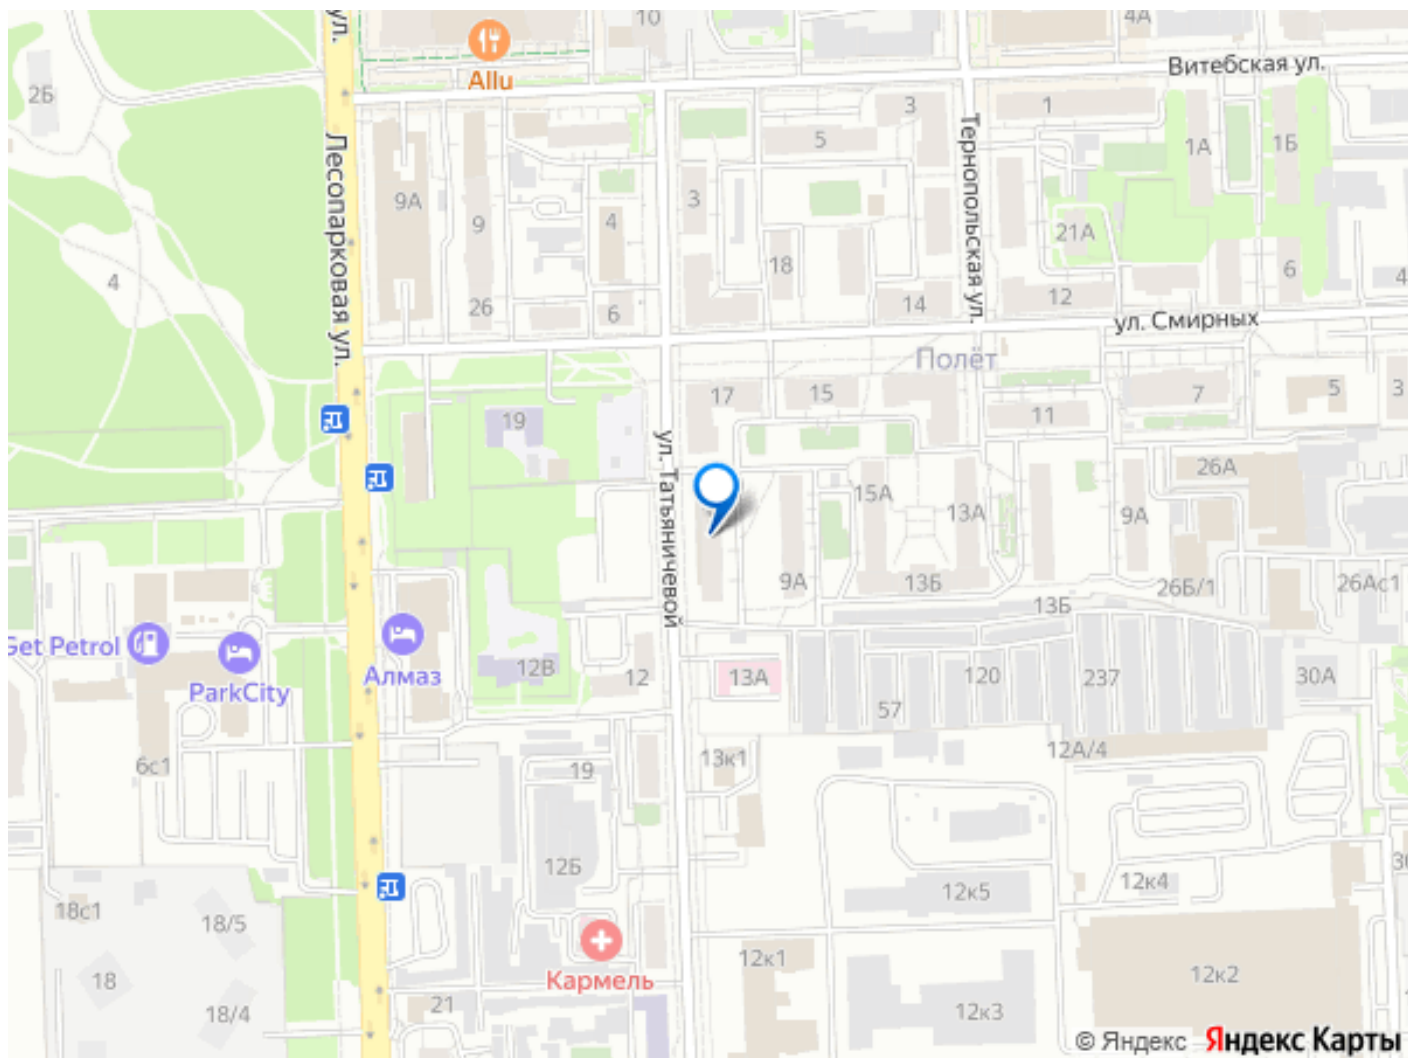 ул.
10
4А
Allu
Витебская ул.
2Б
3
1
5
Лесопарковая ул.
Тернопольская ул.
1А
1Б
9А
9
4
3
21А
18
6
4
4
26
6
14
12
ул. Смирных
Полёт
17
15
7
5
3
11
19
ул. Татьяничевой
26А
15А
13А
9А
9А
13Б
26Б/1
26Ас1
13Б
Get Petrol
ParkCity
Алмаз
12В
12
13А
120
237
30А
57
6с1
19
13к1
12А/4
12Б
12к5
12к4
30
18с1
18/5
Кармель
12к1
12к2
18
18/4
21
12к3
© Яндекс Яндекс Карты